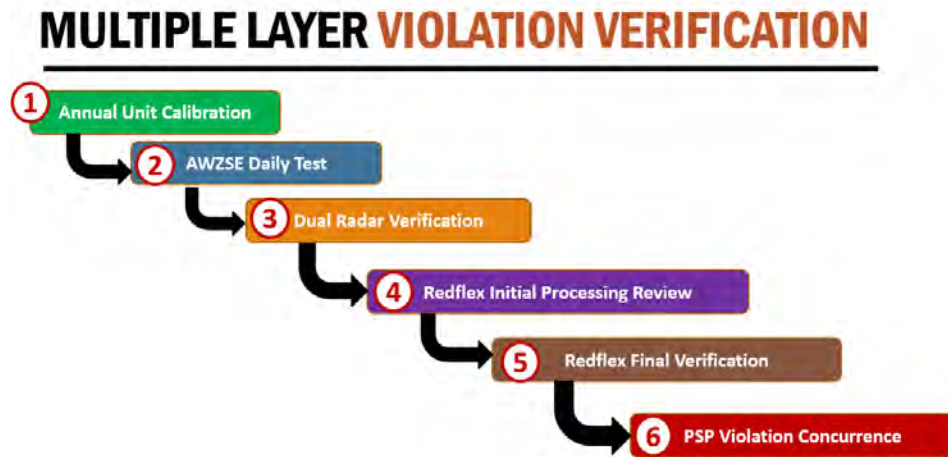 MULTIPLE LAYER VIOLATION VERIFICATION
1 Annual Unit Calibration
2 AWZSE Daily Test
3 Dual Radar Verification
4 Redflex Initial Processing Review
5 Redflex Final Verification
6 PSP Violation Concurrence